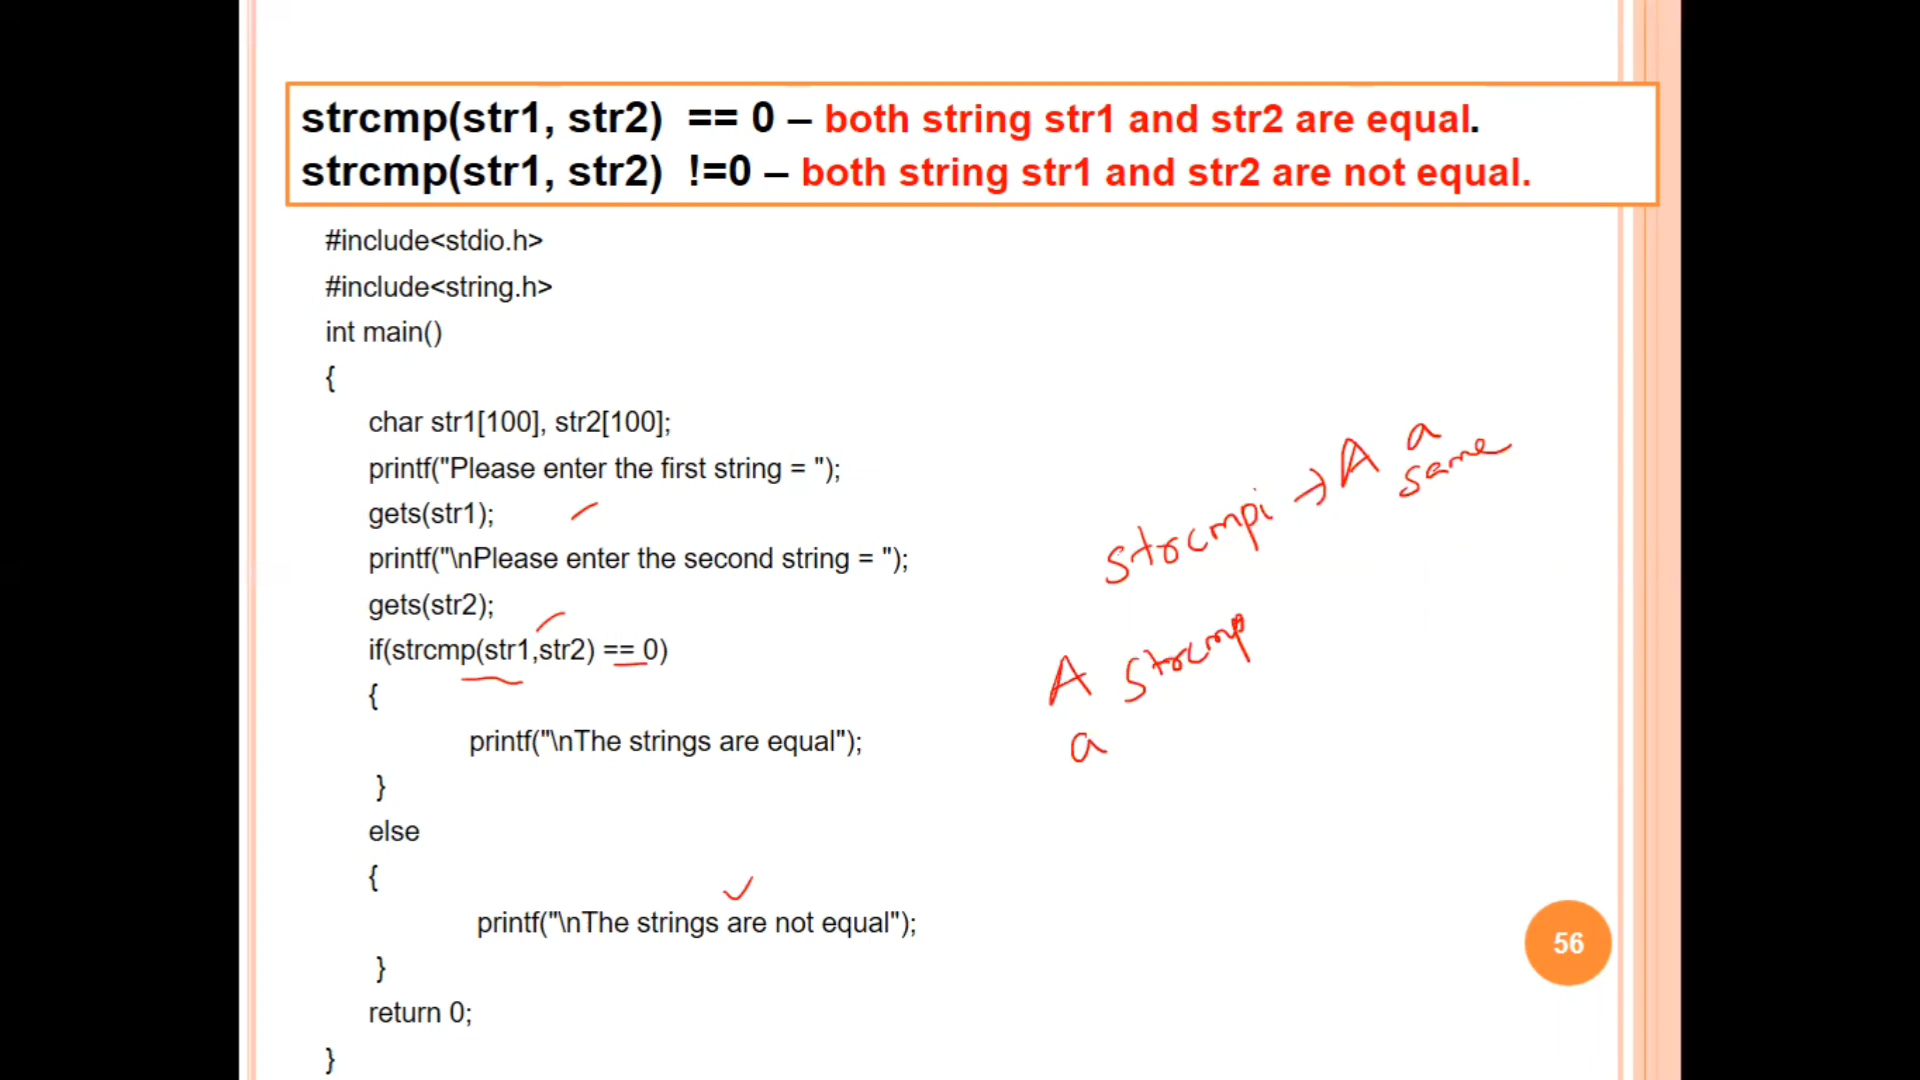 strcmp(str1, str2) == 0 – both string str1 and str2 are equal.
strcmp(str1, str2) !=0 – both string str1 and str2 are not equal.
#include<stdio.h>
#include<string.h>
int main()
{
char str1[100], str2[100];
printf("Please enter the first string = ");
gets(str1);
printf("\nPlease enter the second string = ");
gets(str2);
if(strcmp(str1,str2) == 0)
{
printf("\nThe strings are equal");
}
else
{
printf("\nThe strings are not equal");
}
return 0;
}
strcmpi → A a
same
A strcmp
a
56